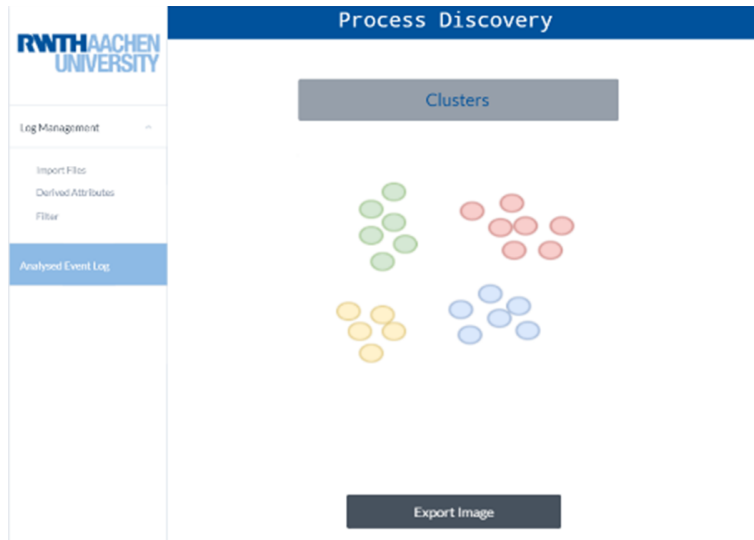 Process Discovery
RWTHAACHEN
UNIVERSITY
Clusters
Log Management
Import Files
Derived Attributes
Filter
Analysed Event Log
Export Image